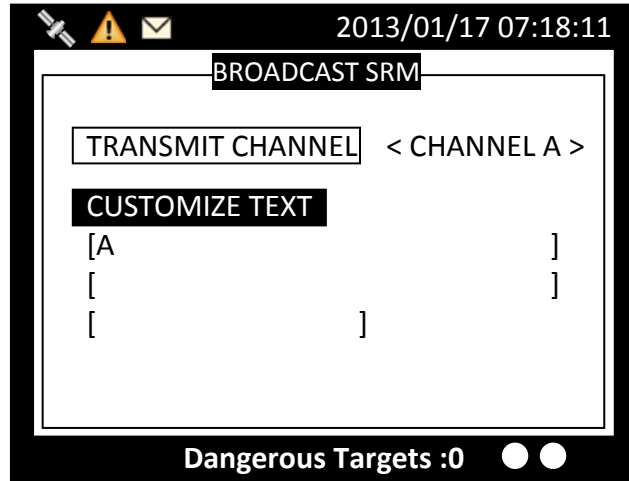 2013/01/17 07:18:11
BROADCAST SRM
TRANSMIT CHANNEL < CHANNEL A >
CUSTOMIZE TEXT
[A ]
[ ]
[ ]
Dangerous Targets :0